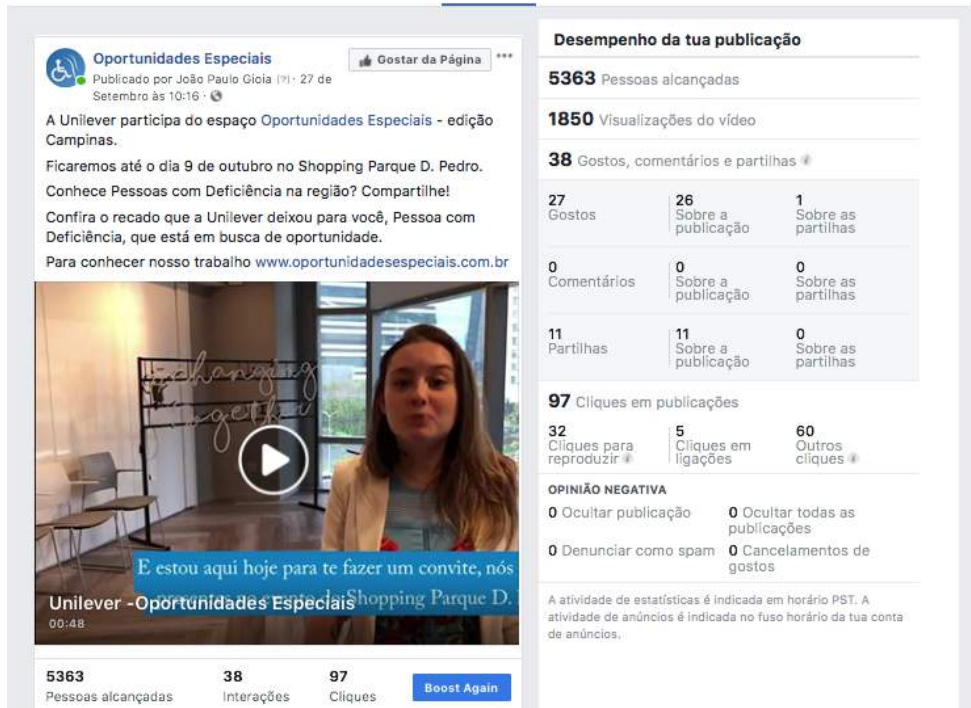 Oportunidades Especiais
Gostar da Página
Publicado por João Paulo Gioia [?] · 27 de
Setembro às 10:16 ·
A Unilever participa do espaço Oportunidades Especiais - edição
Campinas.
Ficaremos até o dia 9 de outubro no Shopping Parque D. Pedro.
Conhece Pessoas com Deficiência na região? Compartilhe!
Confira o recado que a Unilever deixou para você, Pessoa com
Deficiência, que está em busca de oportunidade.
Para conhecer nosso trabalho www.oportunidadesespeciais.com.br
changing
together
E estou aqui hoje para te fazer um convite, nós
Shopping Parque D.
Unilever -Oportunidades Especiais
00:48
5363 38 97
Pessoas alcançadas Interações Cliques
Boost Again
Desempenho da tua publicação
5363 Pessoas alcançadas
1850 Visualizações do vídeo
38 Gostos, comentários e partilhas
27 26 1
Gostos Sobre a Sobre as
publicação partilhas
0 0 0
Comentários Sobre a Sobre as
publicação partilhas
11 11 0
Partilhas Sobre a Sobre as
publicação partilhas
97 Cliques em publicações
32 5 60
Cliques para Cliques em Outros
reproduzir ligações cliques
OPINIÃO NEGATIVA
0 Ocultar publicação 0 Ocultar todas as
publicações
0 Denunciar como spam 0 Cancelamentos de
gostos
A atividade de estatísticas é indicada em horário PST. A
atividade de anúncios é indicada no fuso horário da tua conta
de anúncios.